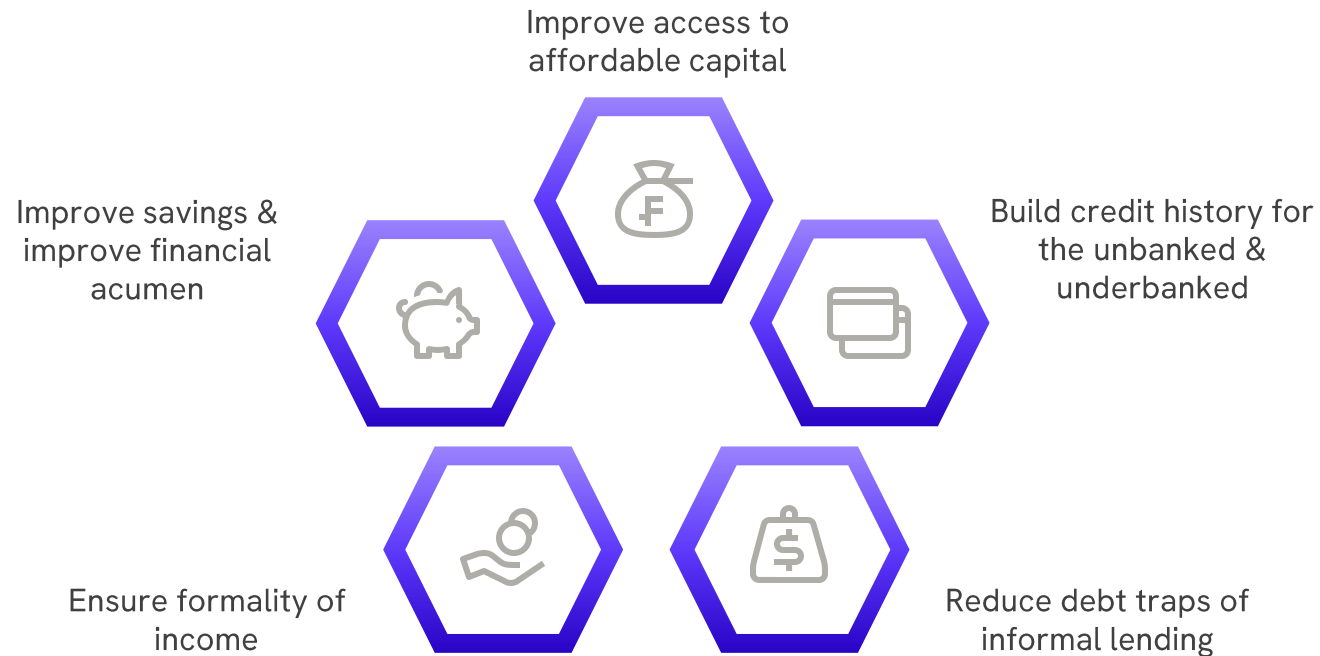 Improve access to
affordable capital
Improve savings &
improve financial
acumen
Build credit history for
the unbanked &
underbanked
Ensure formality of
income
Reduce debt traps of
informal lending